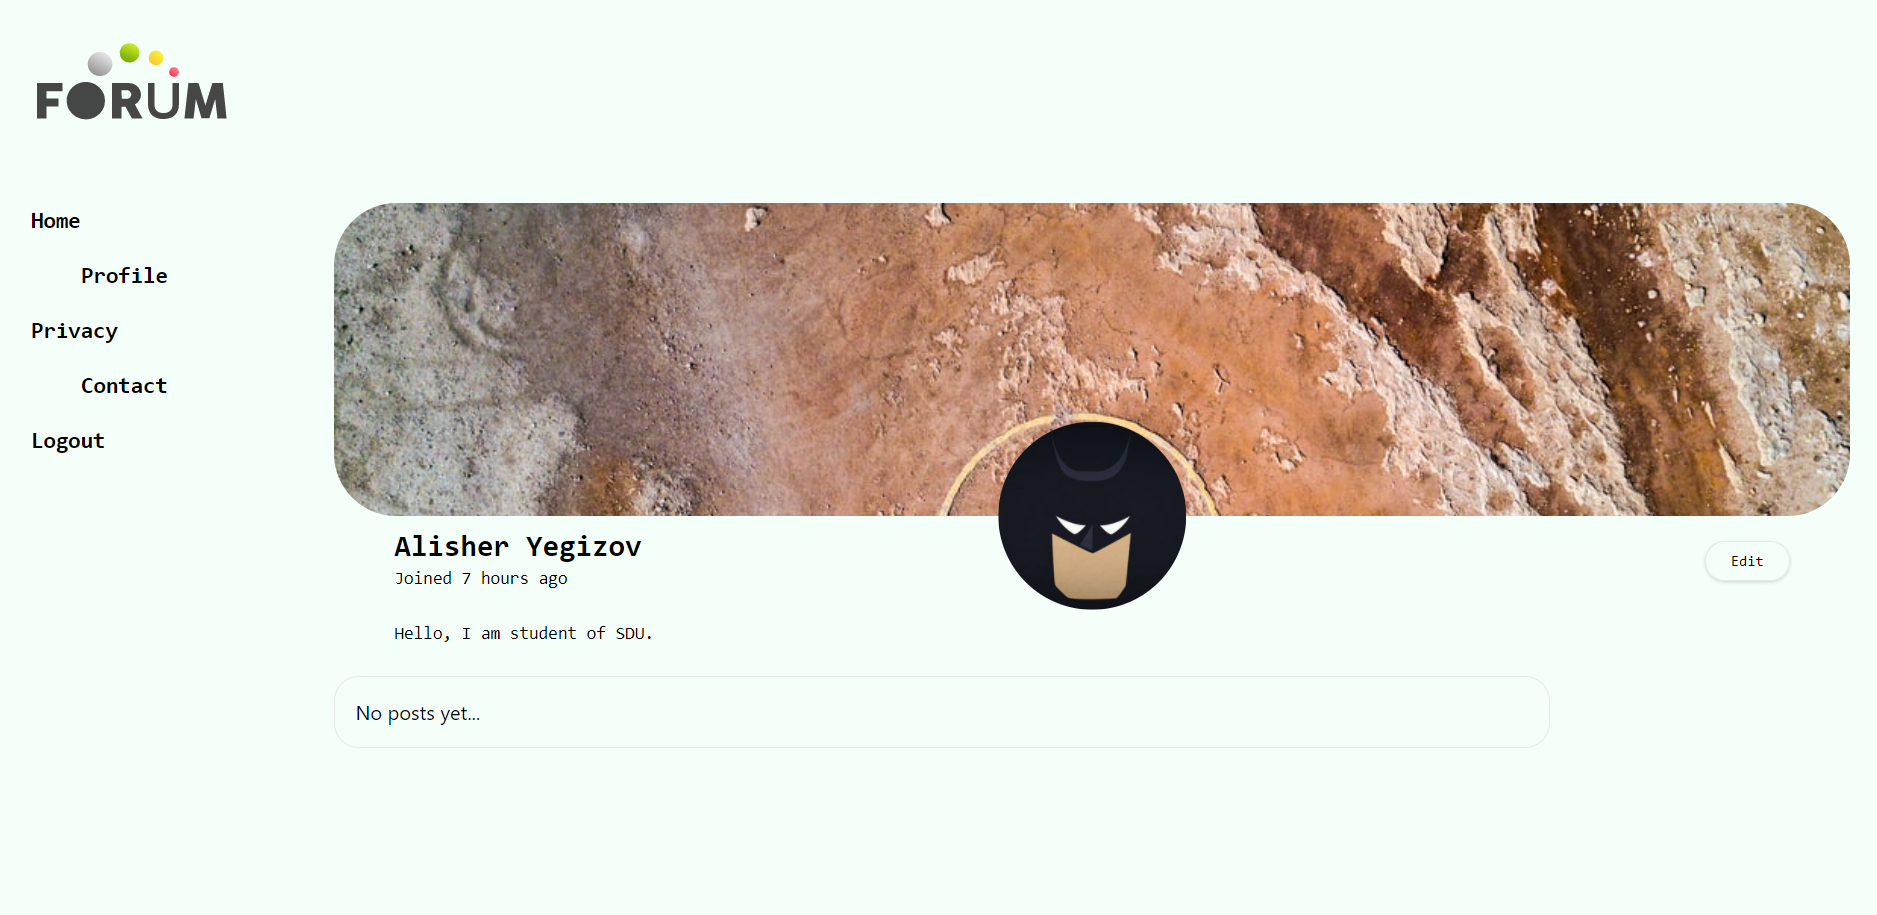 FORUM
Home
Profile
Privacy
Contact
Logout
Alisher Yegizov
Joined 7 hours ago
Edit
Hello, I am student of SDU.
No posts yet...